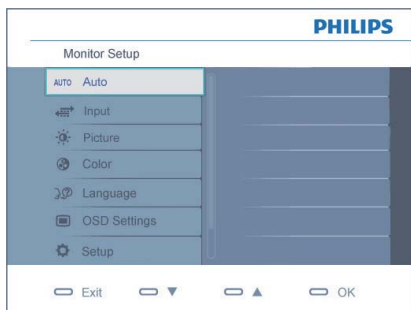 PHILIPS
Monitor Setup
AUTO Auto
Input
Picture
Color
Language
OSD Settings
Setup
Exit ▼ ▲ OK